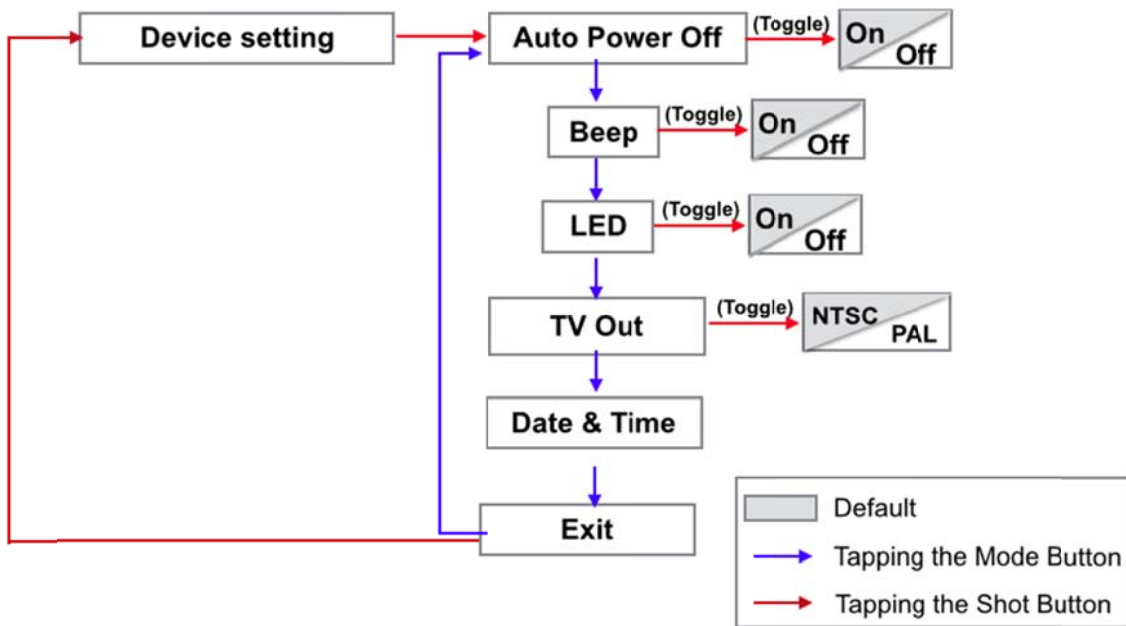 Device setting
Auto Power Off
(Toggle)
On
Off
Beep
(Toggle)
On
Off
LED
(Toggle)
On
Off
TV Out
(Toggle)
NTSC
PAL
Date & Time
Exit
Default
Tapping the Mode Button
Tapping the Shot Button